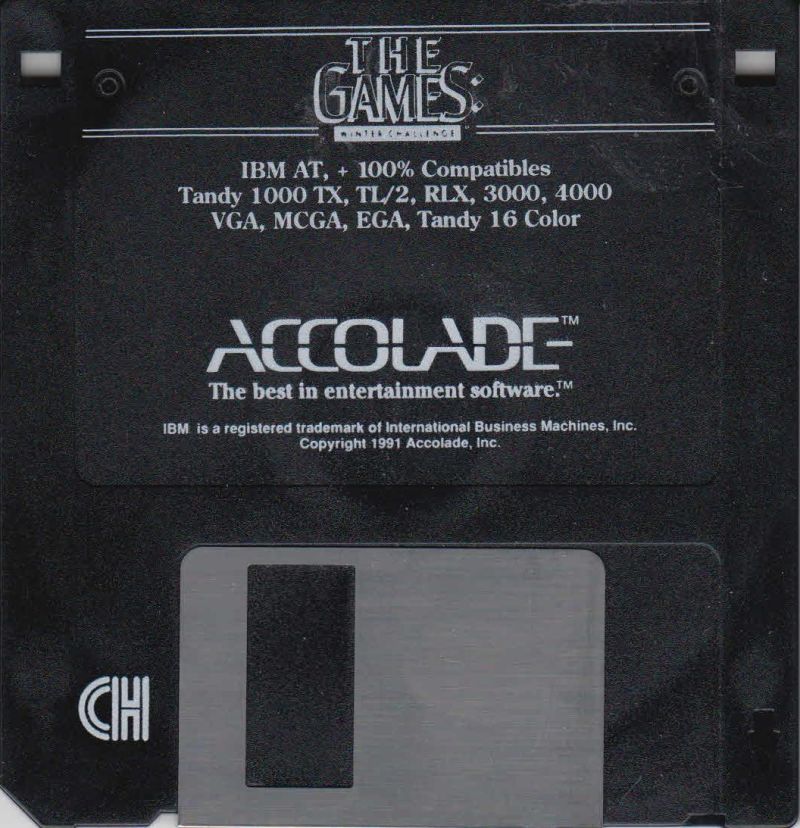 THE
GAMES:
WINTER CHALLENGE™
IBM AT, + 100% Compatibles
Tandy 1000 TX, TL/2, RLX, 3000, 4000
VGA, MCGA, EGA, Tandy 16 Color
ACCOLADE™
The best in entertainment software.™
IBM is a registered trademark of International Business Machines, Inc.
Copyright 1991 Accolade, Inc.
CH